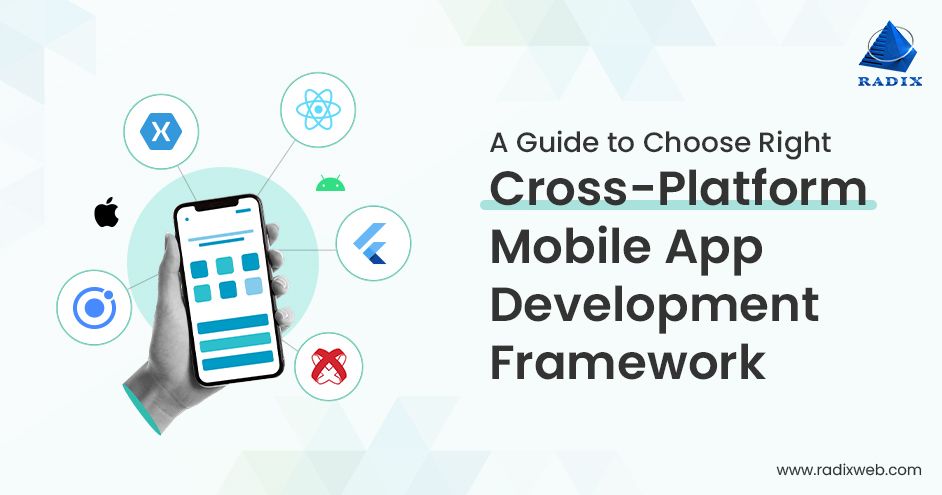 RADIX
A Guide to Choose Right
Cross-Platform
Mobile App
Development
Framework
www.radixweb.com